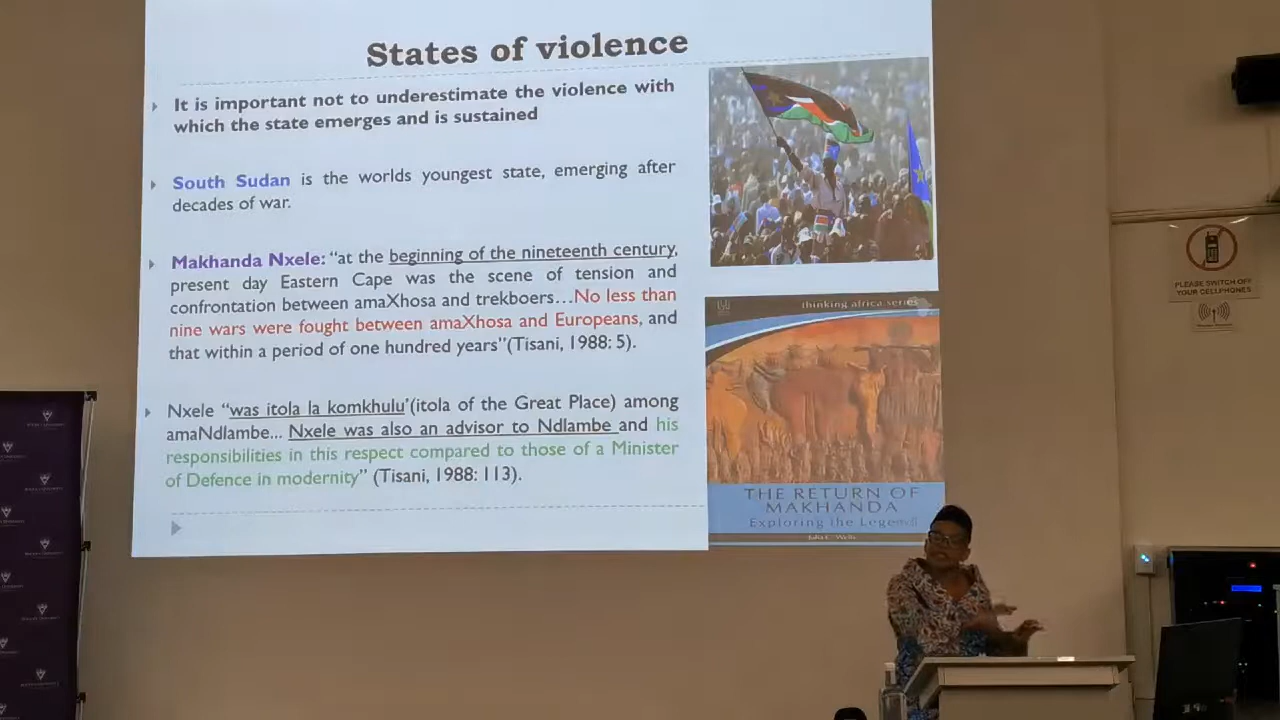 States of violence
It is important not to underestimate the violence with
which the state emerges and is sustained
South Sudan is the worlds youngest state, emerging after
decades of war.
Makhanda Nxele: “at the beginning of the nineteenth century,
present day Eastern Cape was the scene of tension and
confrontation between amaXhosa and trekboers…No less than
nine wars were fought between amaXhosa and Europeans, and
that within a period of one hundred years”(Tisani, 1988: 5).
Nxele “was itola la komkhulu’(itola of the Great Place) among
amaNdlambe... Nxele was also an advisor to Ndlambe and his
responsibilities in this respect compared to those of a Minister
of Defence in modernity” (Tisani, 1988: 113).
thinking africa series
THE RETURN OF
MAKHANDA
Exploring the Legend
Julia C. Wells
PLEASE SWITCH OFF
YOUR CELLPHONES